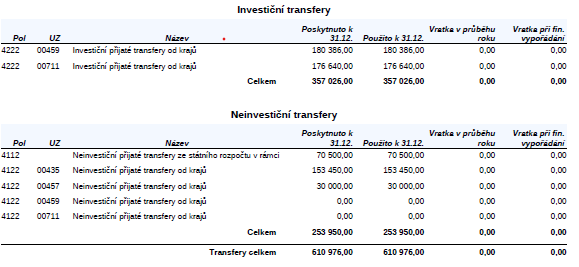 Investiční transfery
Poskytnuto k Vratka v průběhu Vratka při fin.
Pol UZ Název 31.12. Použito k 31.12. roku vypořádání
4222 00459 Investiční přijaté transfery od krajů 180 386,00 180 386,00 0,00 0,00
4222 00711 Investiční přijaté transfery od krajů 176 640,00 176 640,00 0,00 0,00
Celkem 357 026,00 357 026,00 0,00 0,00
Neinvestiční transfery
Poskytnuto k Vratka v průběhu Vratka při fin.
Pol UZ Název 31.12. Použito k 31.12. roku vypořádání
4112 Neinvestiční přijaté transfery ze státního rozpočtu v rámci 70 500,00 70 500,00 0,00 0,00
4122 00435 Neinvestiční přijaté transfery od krajů 153 450,00 153 450,00 0,00 0,00
4122 00457 Neinvestiční přijaté transfery od krajů 30 000,00 30 000,00 0,00 0,00
4122 00459 Neinvestiční přijaté transfery od krajů 0,00 0,00 0,00 0,00
4122 00711 Neinvestiční přijaté transfery od krajů 0,00 0,00 0,00 0,00
Celkem 253 950,00 253 950,00 0,00 0,00
Transfery celkem 610 976,00 610 976,00 0,00 0,00